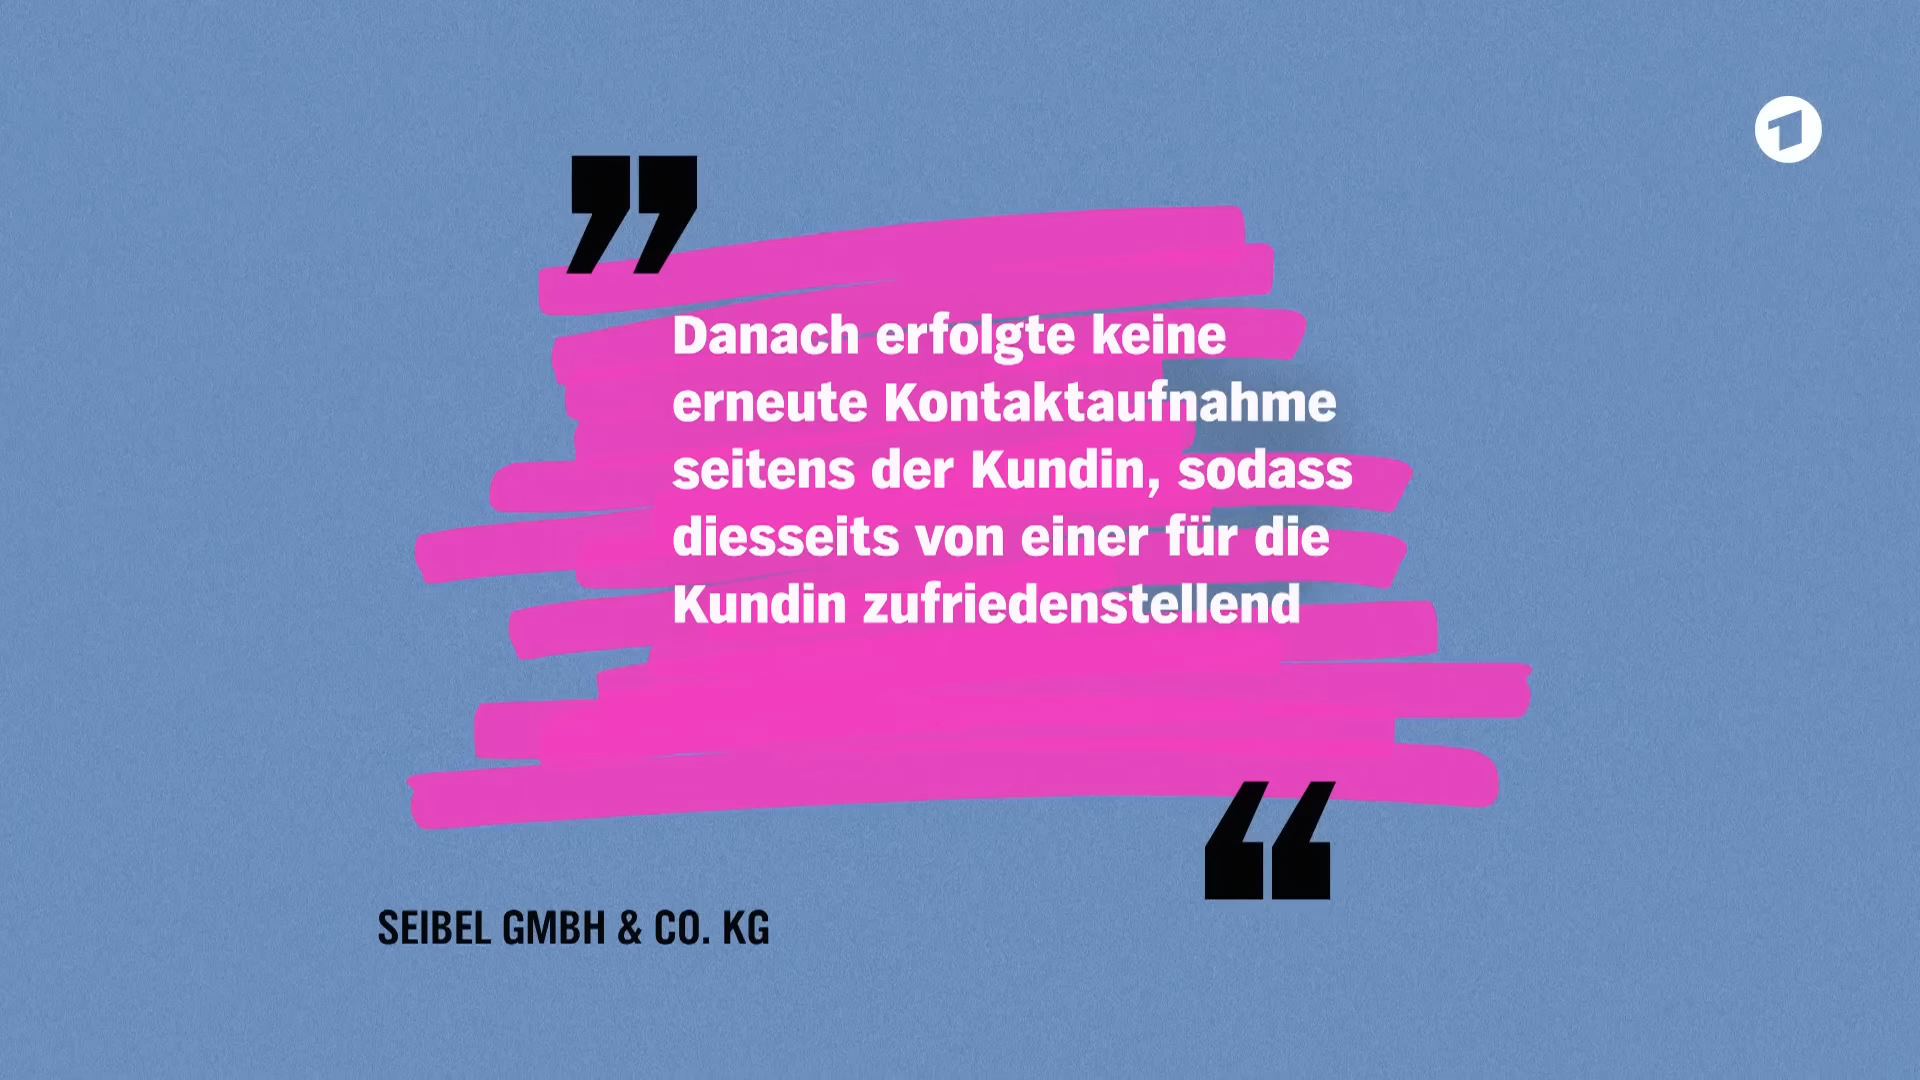 ”
Danach erfolgte keine
erneute Kontaktaufnahme
seitens der Kundin, sodass
diesseits von einer für die
Kundin zufriedenstellend
“
SEIBEL GMBH & CO. KG
1